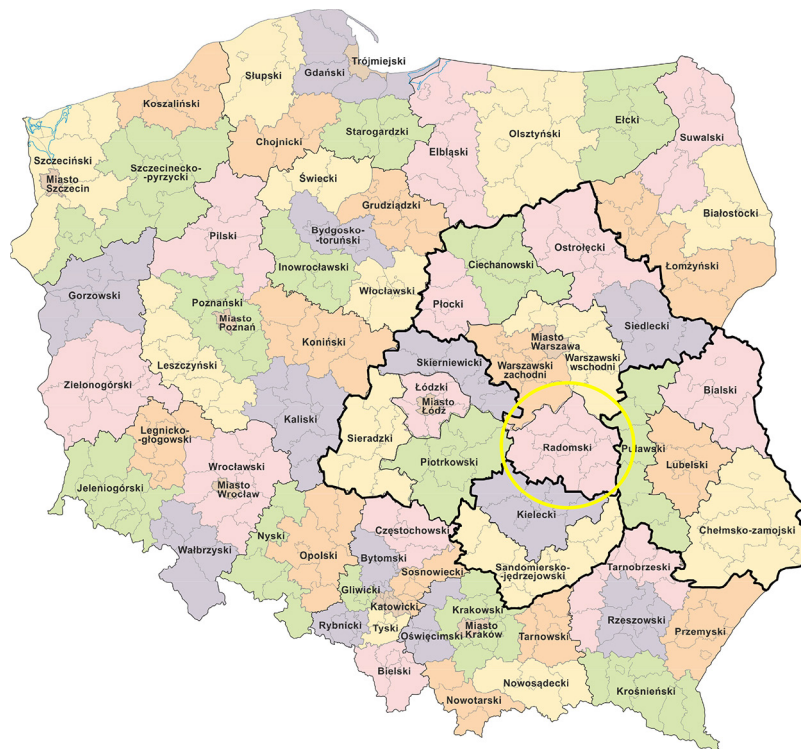 Trójmiejski
Gdański
Słupski
Koszaliński
Starogardzki
Chojnicki
Elbląski
Olsztyński
Ełcki
Suwalski
Szczeciński
Miasto
Szczecin
Szczecinecko-
-pyrzycki
Świecki
Grudziądzki
Białostocki
Bydgosko-
-toruński
Pilski
Ostrołęcki
Inowrocławski
Ciechanowski
Łomżyński
Gorzowski
Włocławski
Płocki
Poznański
Miasto
Poznań
Siedlecki
Koniński
Miasto
Warszawa
Leszczyński
Skierniewicki
Warszawski
zachodni
Warszawski
wschodni
Zielonogórski
Łódzki
Miasto
Łódź
Bialski
Kaliski
Legnicko-
-głogowski
Sieradzki
Radomski
Puławski
Piotrkowski
Lubelski
Wrocławski
Miasto
Wrocław
Jeleniogórski
Kielecki
Chełmsko-zamojski
Wałbrzyski
Nyski
Opolski
Częstochowski
Bytomski
Sosnowiecki
Sandomiersko-
-jędrzejowski
Tarnobrzeski
Gliwicki
Katowicki
Krakowski
Miasto
Kraków
Rybnicki
Tyski
Oświęcimski
Tarnowski
Rzeszowski
Przemyski
Bielski
Nowosądecki
Nowotarski
Krośnieński